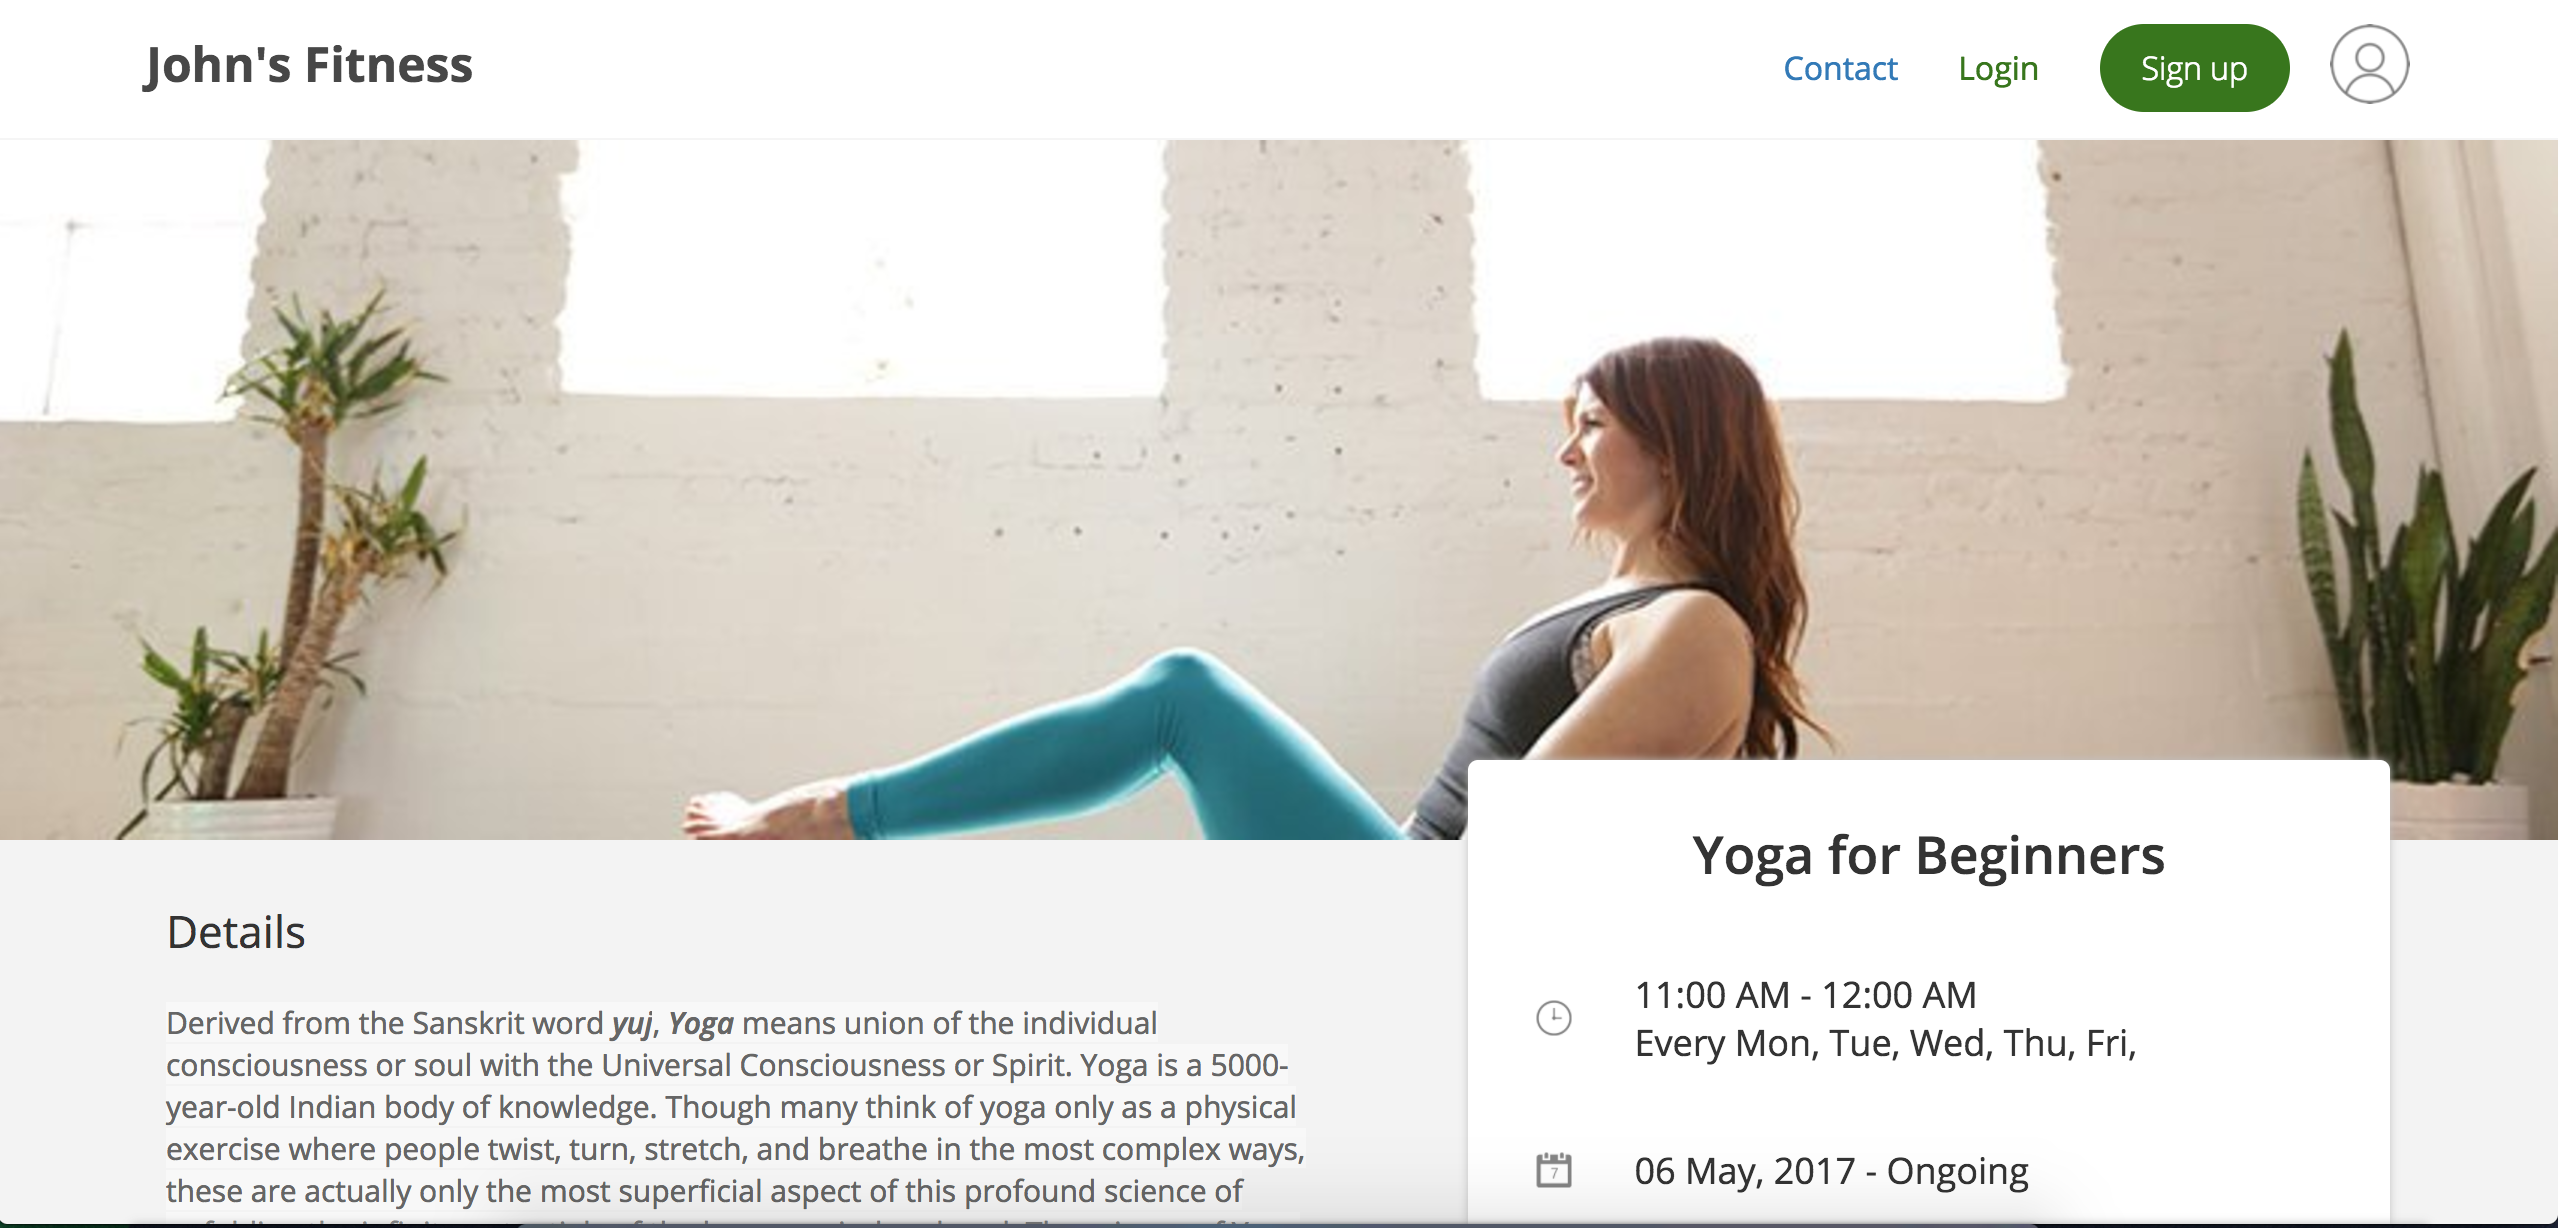 John's Fitness
Contact
Login
Sign up
Details
Derived from the Sanskrit word yuj, Yoga means union of the individual
consciousness or soul with the Universal Consciousness or Spirit. Yoga is a 5000-
year-old Indian body of knowledge. Though many think of yoga only as a physical
exercise where people twist, turn, stretch, and breathe in the most complex ways,
these are actually only the most superficial aspect of this profound science of
Yoga for Beginners
11:00 AM - 12:00 AM
Every Mon, Tue, Wed, Thu, Fri,
7
06 May, 2017 - Ongoing